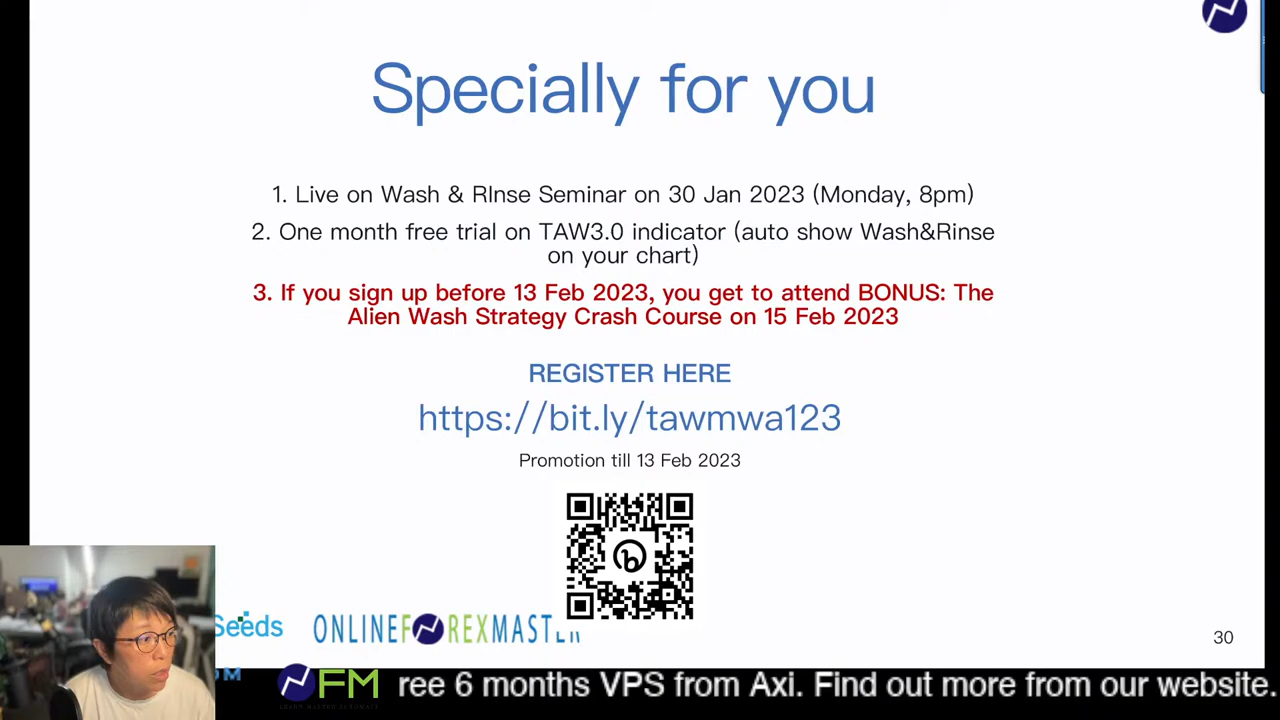 Specially for you
1. Live on Wash & RInse Seminar on 30 Jan 2023 (Monday, 8pm)
2. One month free trial on TAW3.0 indicator (auto show Wash&Rinse
on your chart)
3. If you sign up before 13 Feb 2023, you get to attend BONUS: The
Alien Wash Strategy Crash Course on 15 Feb 2023
REGISTER HERE
https://bit.ly/tawmwa123
Promotion till 13 Feb 2023
Seeds ONLINEFOREXMASTER
30
FM ree 6 months VPS from Axi. Find out more from our website.